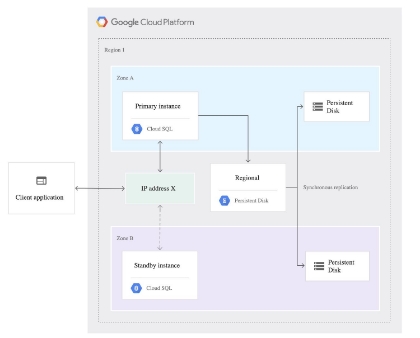 Google Cloud Platform
Region 1
Zone A
Primary instance
Cloud SQL
Persistent
Disk
Client application
IP address X
Regional
Persistent Disk
Synchronous replication
Zone B
Standby instance
Cloud SQL
Persistent
Disk